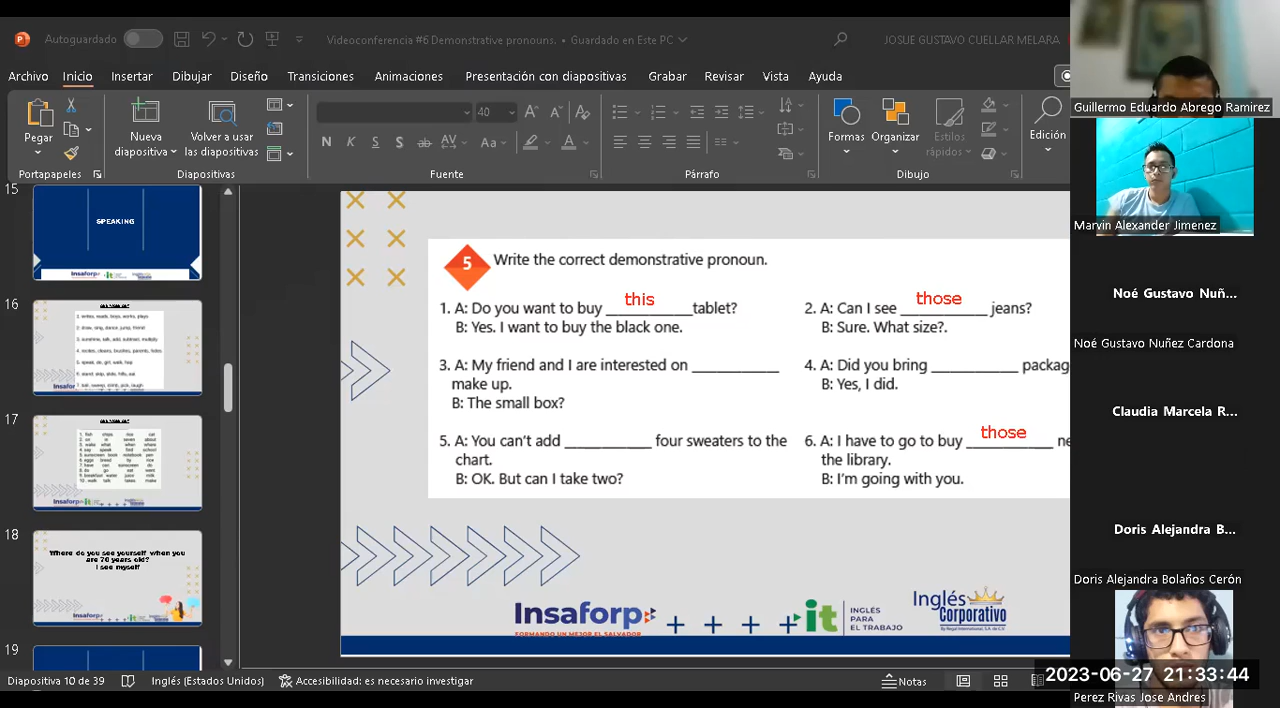 Autoguardado
Videoconferencia #6 Demonstrative pronouns. • Guardado en Este PC
JOSUE GUSTAVO CUELLAR MELARA
Archivo Inicio Insertar Dibujar Diseño Transiciones Animaciones Presentación con diapositivas Grabar Revisar Vista Ayuda
Pegar
Nueva diapositiva
Volver a usar las diapositivas
40
N K S S ab AV Aa A
Formas
Organizar
Estilos rápidos
Edición
Portapapeles
Diapositivas
Fuente
Párrafo
Dibujo
15
SPEAKING
16
17
18
Where do you see yourself when you
are 70 years old?
I see myself
19
5
Write the correct demonstrative pronoun.
1. A: Do you want to buy this tablet?
B: Yes. I want to buy the black one.
2. A: Can I see those jeans?
B: Sure. What size?.
3. A: My friend and I are interested on ___________
make up.
B: The small box?
4. A: Did you bring ___________ packag
B: Yes, I did.
5. A: You can't add ___________ four sweaters to the
chart.
B: OK. But can I take two?
6. A: I have to go to buy those ne
the library.
B: I'm going with you.
Insaforp
FORMANDO UN MEJOR EL SALVADOR
it
INGLÉS
PARA
EL TRABAJO
Inglés
Corporativo
Diapositiva 10 de 39
Inglés (Estados Unidos)
Accesibilidad: es necesario investigar
Notas
Guillermo Eduardo Abrego Ramirez
Marvin Alexander Jimenez
Noé Gustavo Nuñ...
Noé Gustavo Nuñez Cardona
Claudia Marcela R...
Doris Alejandra B...
Doris Alejandra Bolaños Cerón
2023-06-27 21:33:44
Perez Rivas Jose Andres